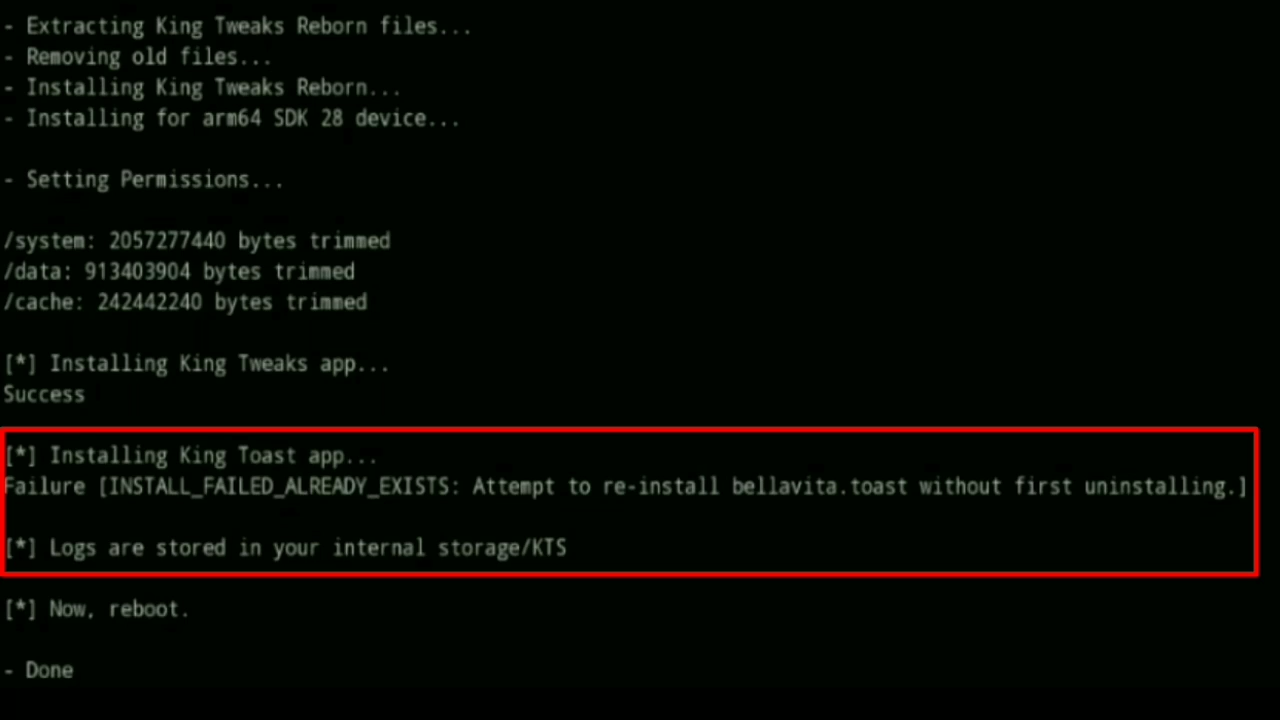 - Extracting King Tweaks Reborn files...
- Removing old files...
- Installing King Tweaks Reborn...
- Installing for arm64 SDK 28 device...
- Setting Permissions...
/system: 2057277440 bytes trimmed
/data: 913403904 bytes trimmed
/cache: 242442240 bytes trimmed
[*] Installing King Tweaks app...
Success
[*] Installing King Toast app...
Failure [INSTALL_FAILED_ALREADY_EXISTS: Attempt to re-install bellavita.toast without first uninstalling.]
[*] Logs are stored in your internal storage/KTS
[*] Now, reboot.
- Done